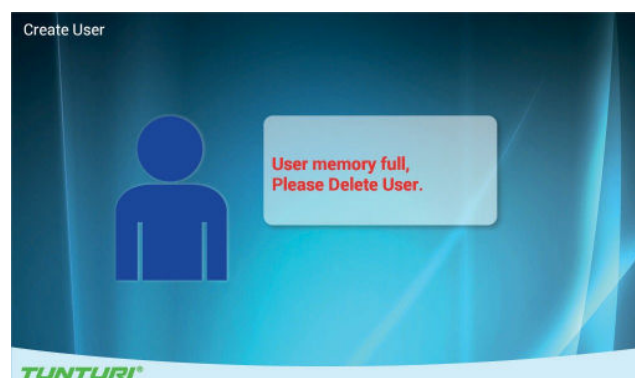 Create User
User memory full,
Please Delete User.
TUNTURI®